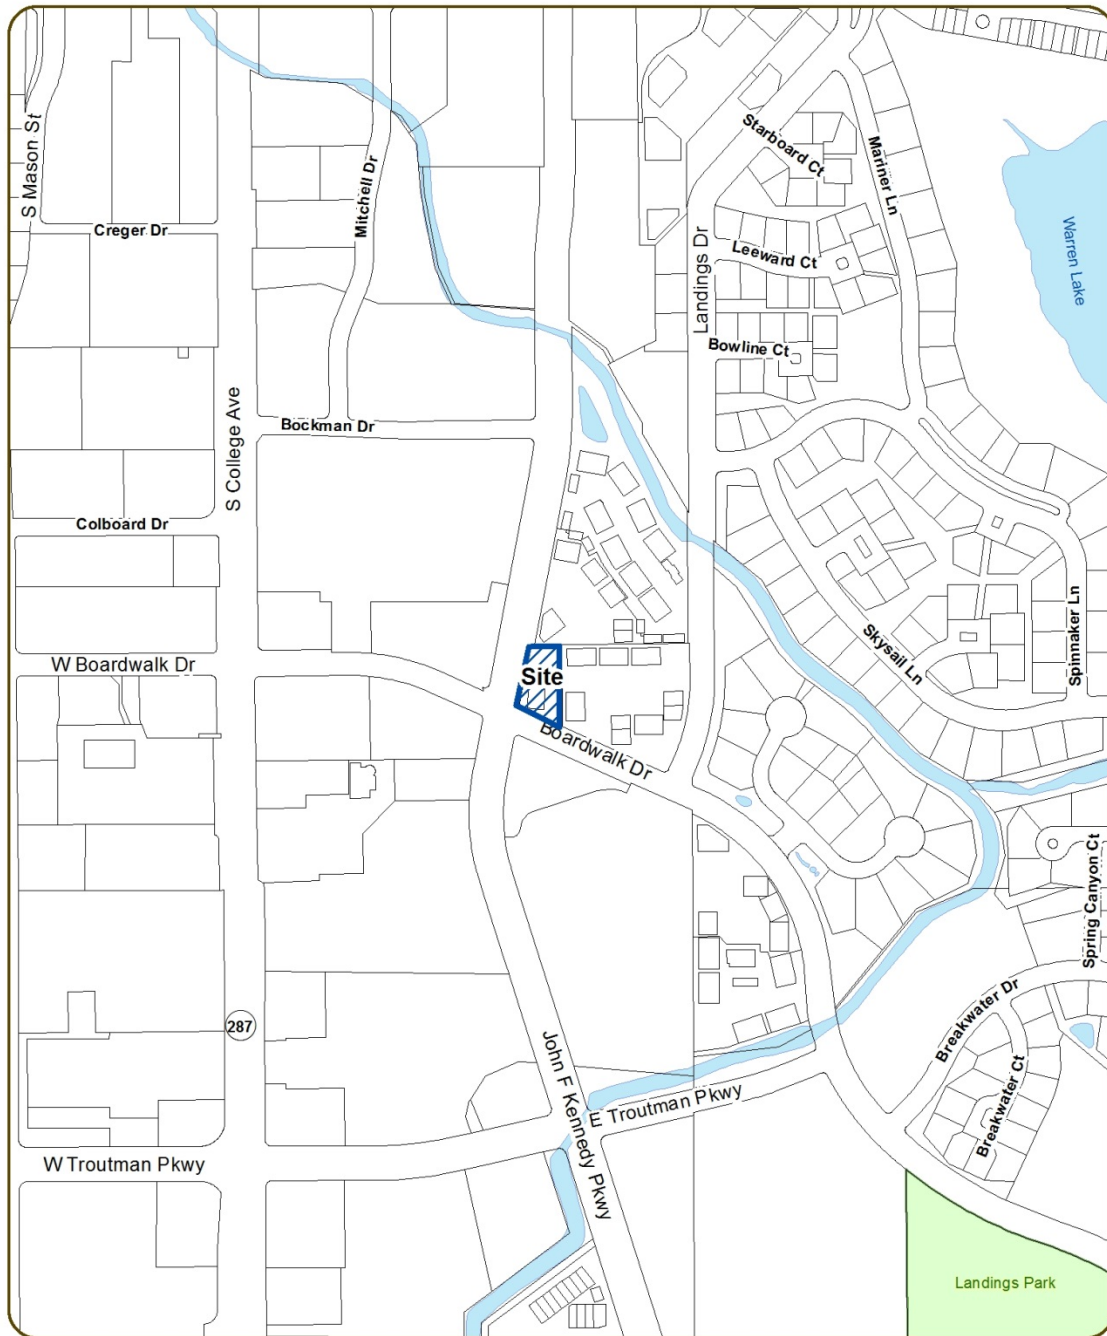 S Mason St
Creger Dr
Mitchell Dr
Starboard Ct
Mariner Ln
Leeward Ct
Landings Dr
Warren Lake
Bowline Ct
S College Ave
Bockman Dr
Colboard Dr
W Boardwalk Dr
Site
Skysail Ln
Spinnaker Ln
Boardwalk Dr
Spring Canyon Ct
287
John F Kennedy Pkwy
Breakwater Dr
Breakwater Ct
E Troutman Pkwy
W Troutman Pkwy
Landings Park